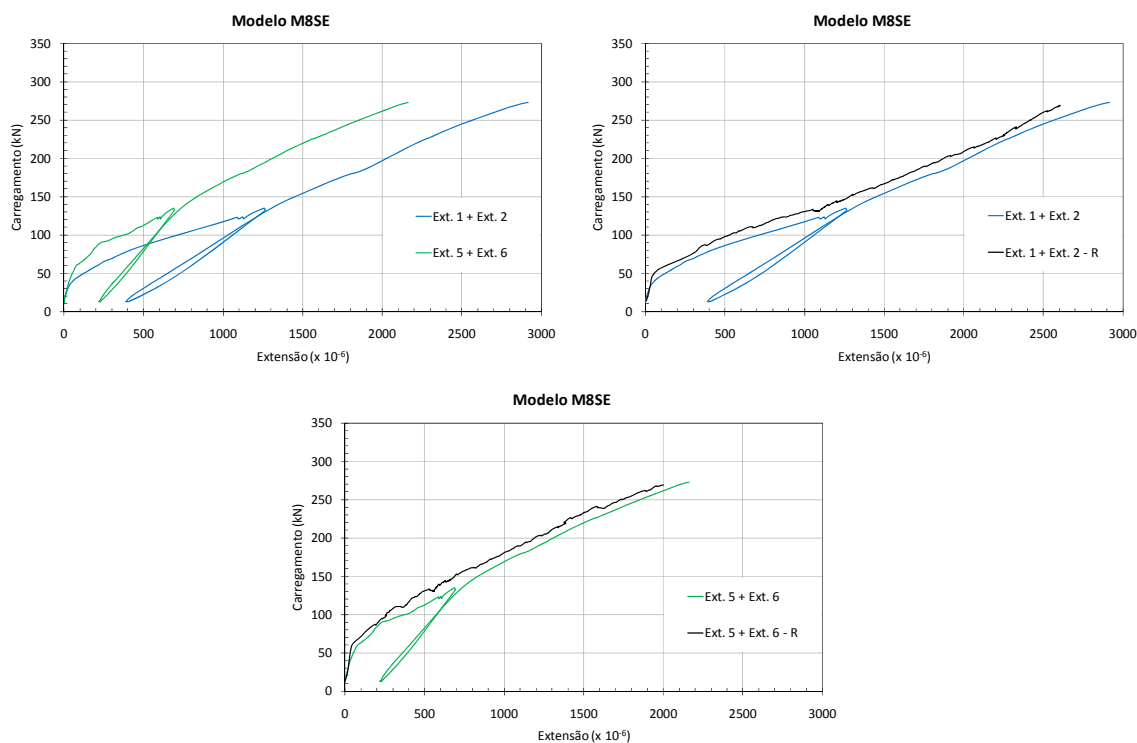 Modelo M8SE
Carregamento (kN)
350
300
250
200
150
100
50
0
0 500 1000 1500 2000 2500 3000
Extensão (x 10⁻⁶)
Ext. 1 + Ext. 2
Ext. 5 + Ext. 6
Modelo M8SE
Carregamento (kN)
350
300
250
200
150
100
50
0
0 500 1000 1500 2000 2500 3000
Extensão (x 10⁻⁶)
Ext. 1 + Ext. 2
Ext. 1 + Ext. 2 - R
Modelo M8SE
Carregamento (kN)
350
300
250
200
150
100
50
0
0 500 1000 1500 2000 2500 3000
Extensão (x 10⁻⁶)
Ext. 5 + Ext. 6
Ext. 5 + Ext. 6 - R